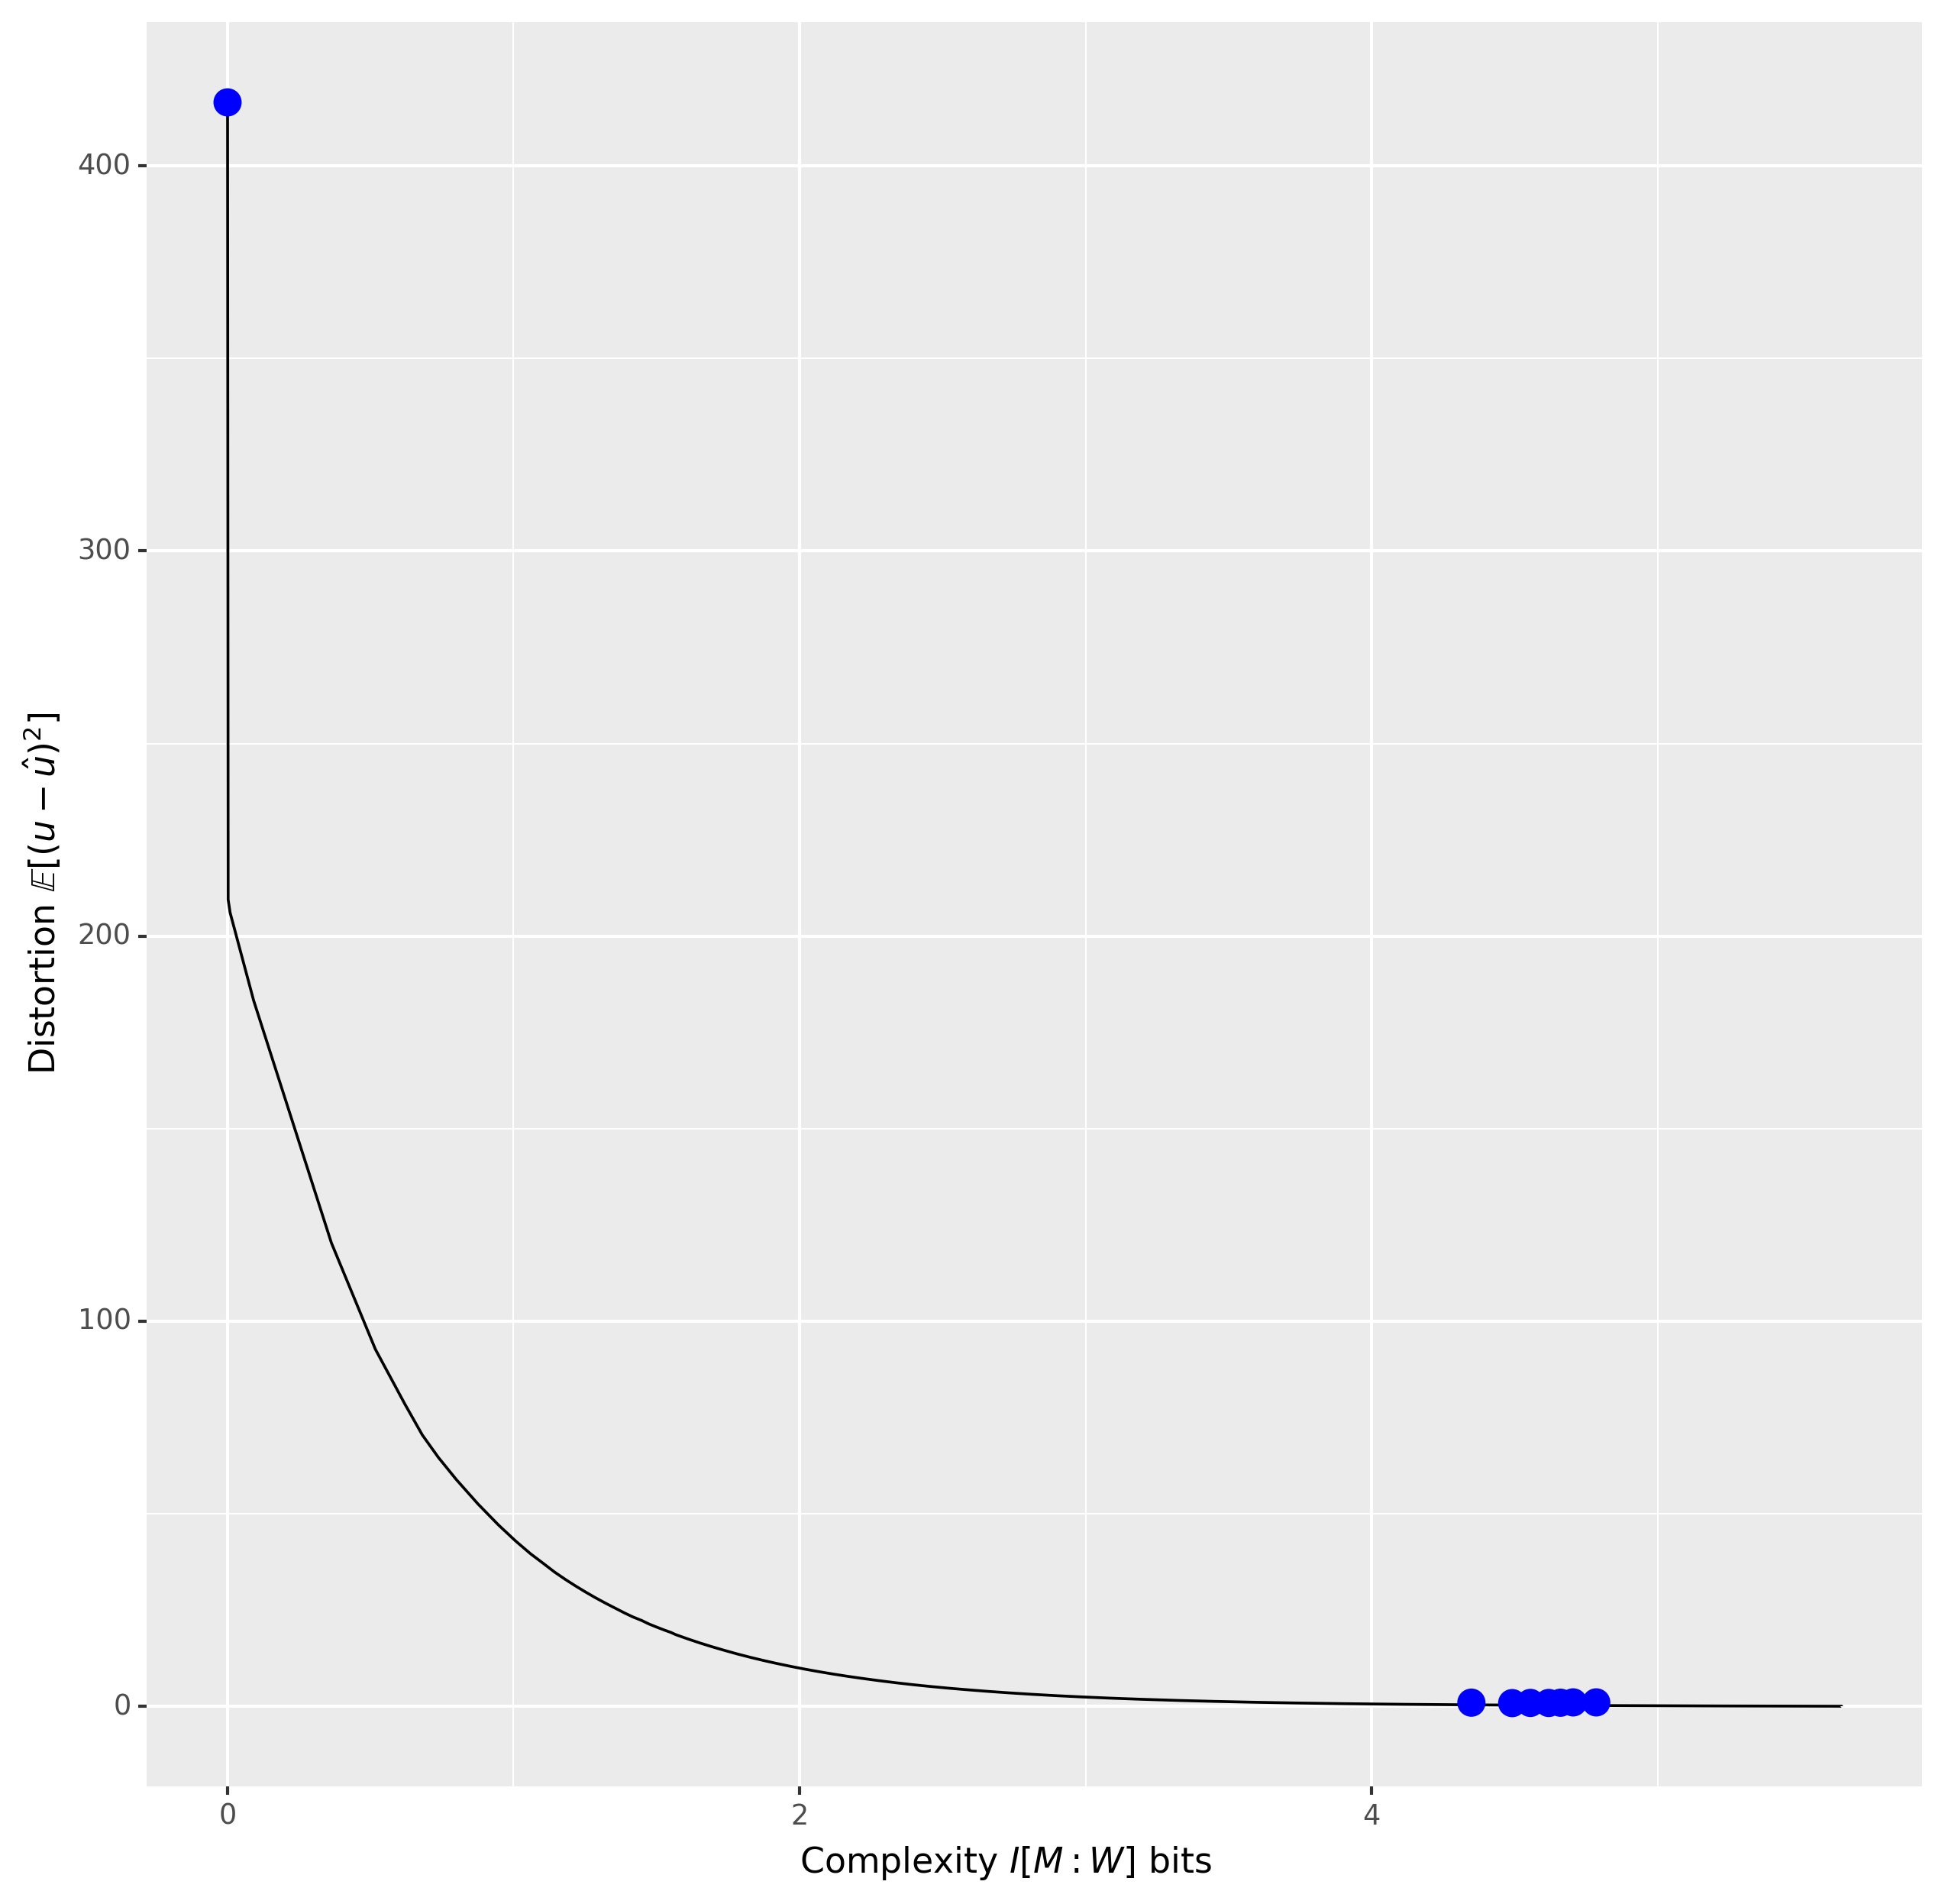 400
300
200
100
0
0 2 4
Complexity I[M : W] bits
Distortion 𝔼[(u − û)²]